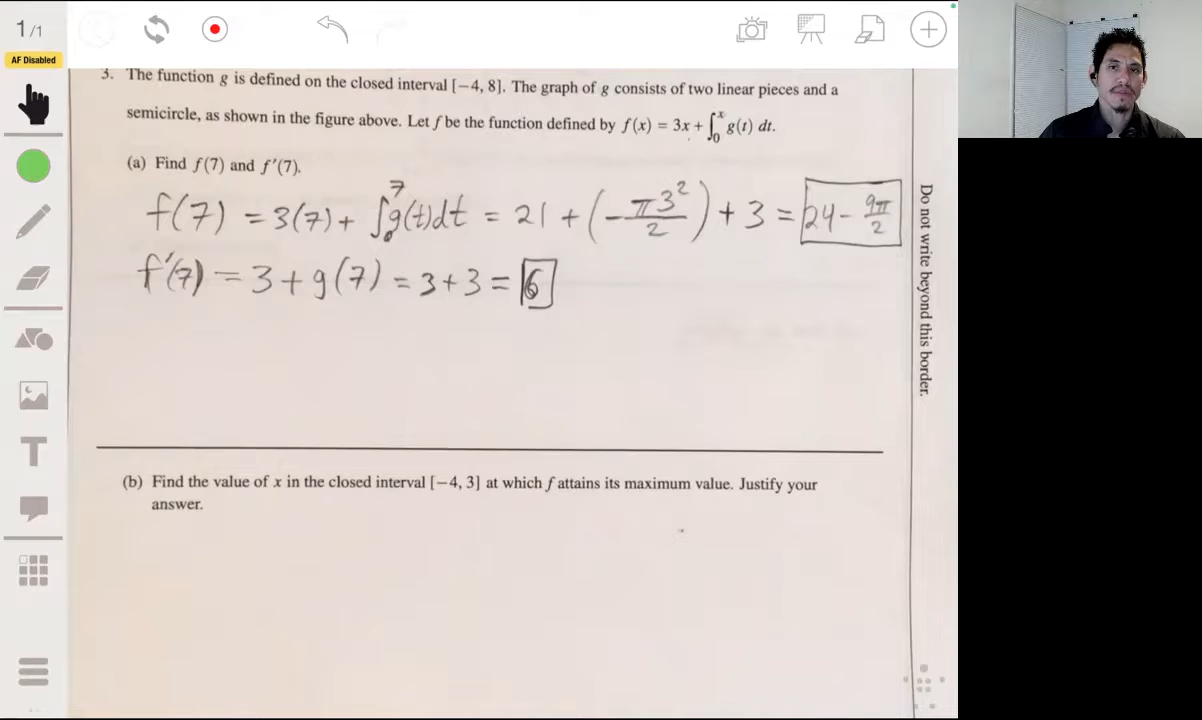 1/1
AF Disabled
3. The function g is defined on the closed interval [−4, 8]. The graph of g consists of two linear pieces and a
semicircle, as shown in the figure above. Let f be the function defined by f(x) = 3x + ∫₀ˣ g(t) dt.
(a) Find f(7) and f′(7).
f(7) = 3(7) + ∫₀⁷ g(t)dt = 21 + (−π3²/2) + 3 = 24 − 9π/2
f′(7) = 3 + g(7) = 3 + 3 = 6
(b) Find the value of x in the closed interval [−4, 3] at which f attains its maximum value. Justify your
answer.
Do not write beyond this border.
T